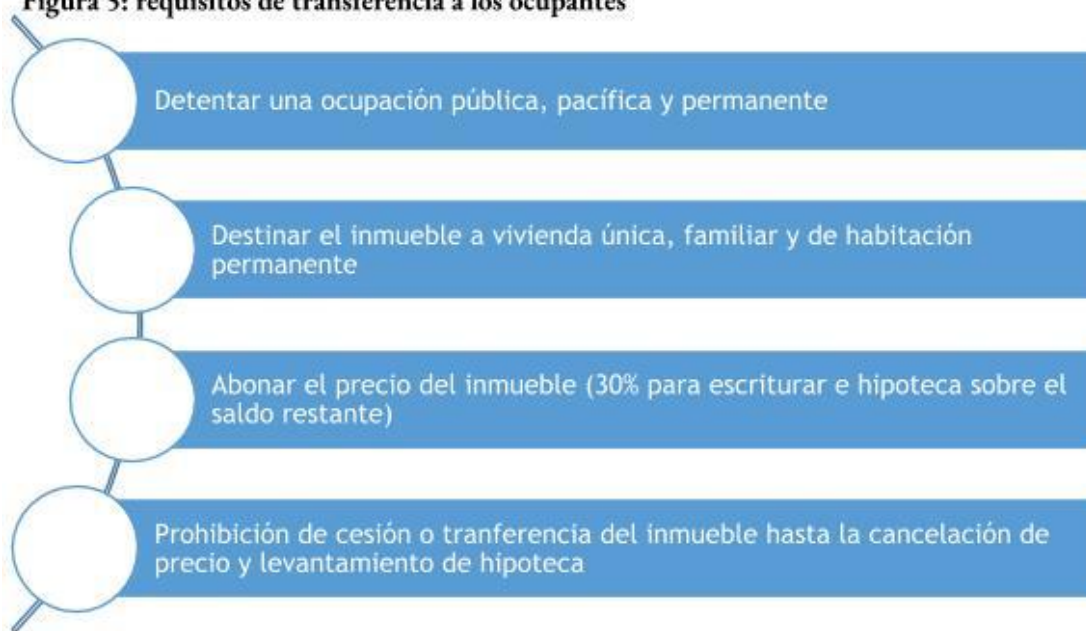 Figura 5: requisitos de transferencia a los ocupantes
Detentar una ocupación pública, pacífica y permanente
Destinar el inmueble a vivienda única, familiar y de habitación
permanente
Abonar el precio del inmueble (30% para escriturar e hipoteca sobre el
saldo restante)
Prohibición de cesión o tranferencia del inmueble hasta la cancelación de
precio y levantamiento de hipoteca